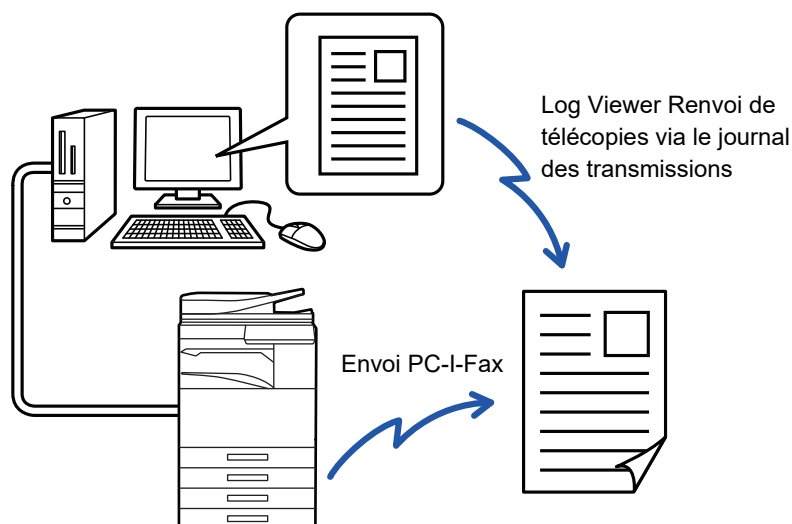 Log Viewer Renvoi de
télécopies via le journal
des transmissions
Envoi PC-I-Fax